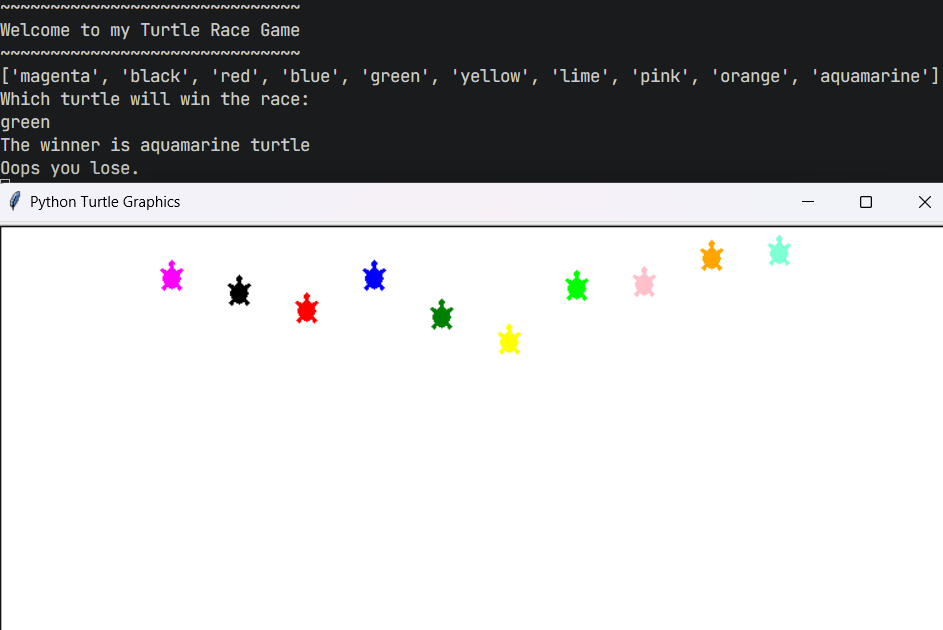 ~~~~~~~~~~~~~~~~~~~~~~~~~~~~~~
Welcome to my Turtle Race Game
~~~~~~~~~~~~~~~~~~~~~~~~~~~~~~
['magenta', 'black', 'red', 'blue', 'green', 'yellow', 'lime', 'pink', 'orange', 'aquamarine']
Which turtle will win the race:
green
The winner is aquamarine turtle
Oops you lose.
Python Turtle Graphics